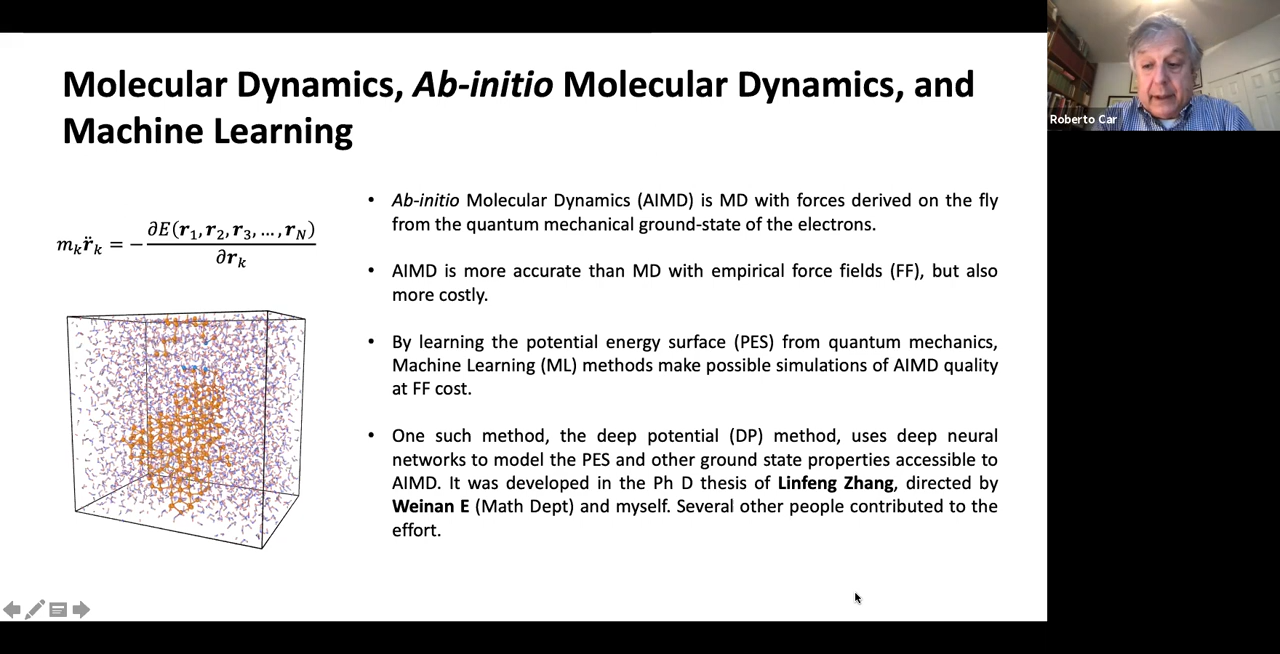 Molecular Dynamics, Ab-initio Molecular Dynamics, and
Machine Learning
m_k r̈_k = − ∂E(r_1, r_2, r_3, …, r_N) / ∂r_k
• Ab-initio Molecular Dynamics (AIMD) is MD with forces derived on the fly
from the quantum mechanical ground-state of the electrons.
• AIMD is more accurate than MD with empirical force fields (FF), but also
more costly.
• By learning the potential energy surface (PES) from quantum mechanics,
Machine Learning (ML) methods make possible simulations of AIMD quality
at FF cost.
• One such method, the deep potential (DP) method, uses deep neural
networks to model the PES and other ground state properties accessible to
AIMD. It was developed in the Ph D thesis of Linfeng Zhang, directed by
Weinan E (Math Dept) and myself. Several other people contributed to the
effort.
Roberto Car